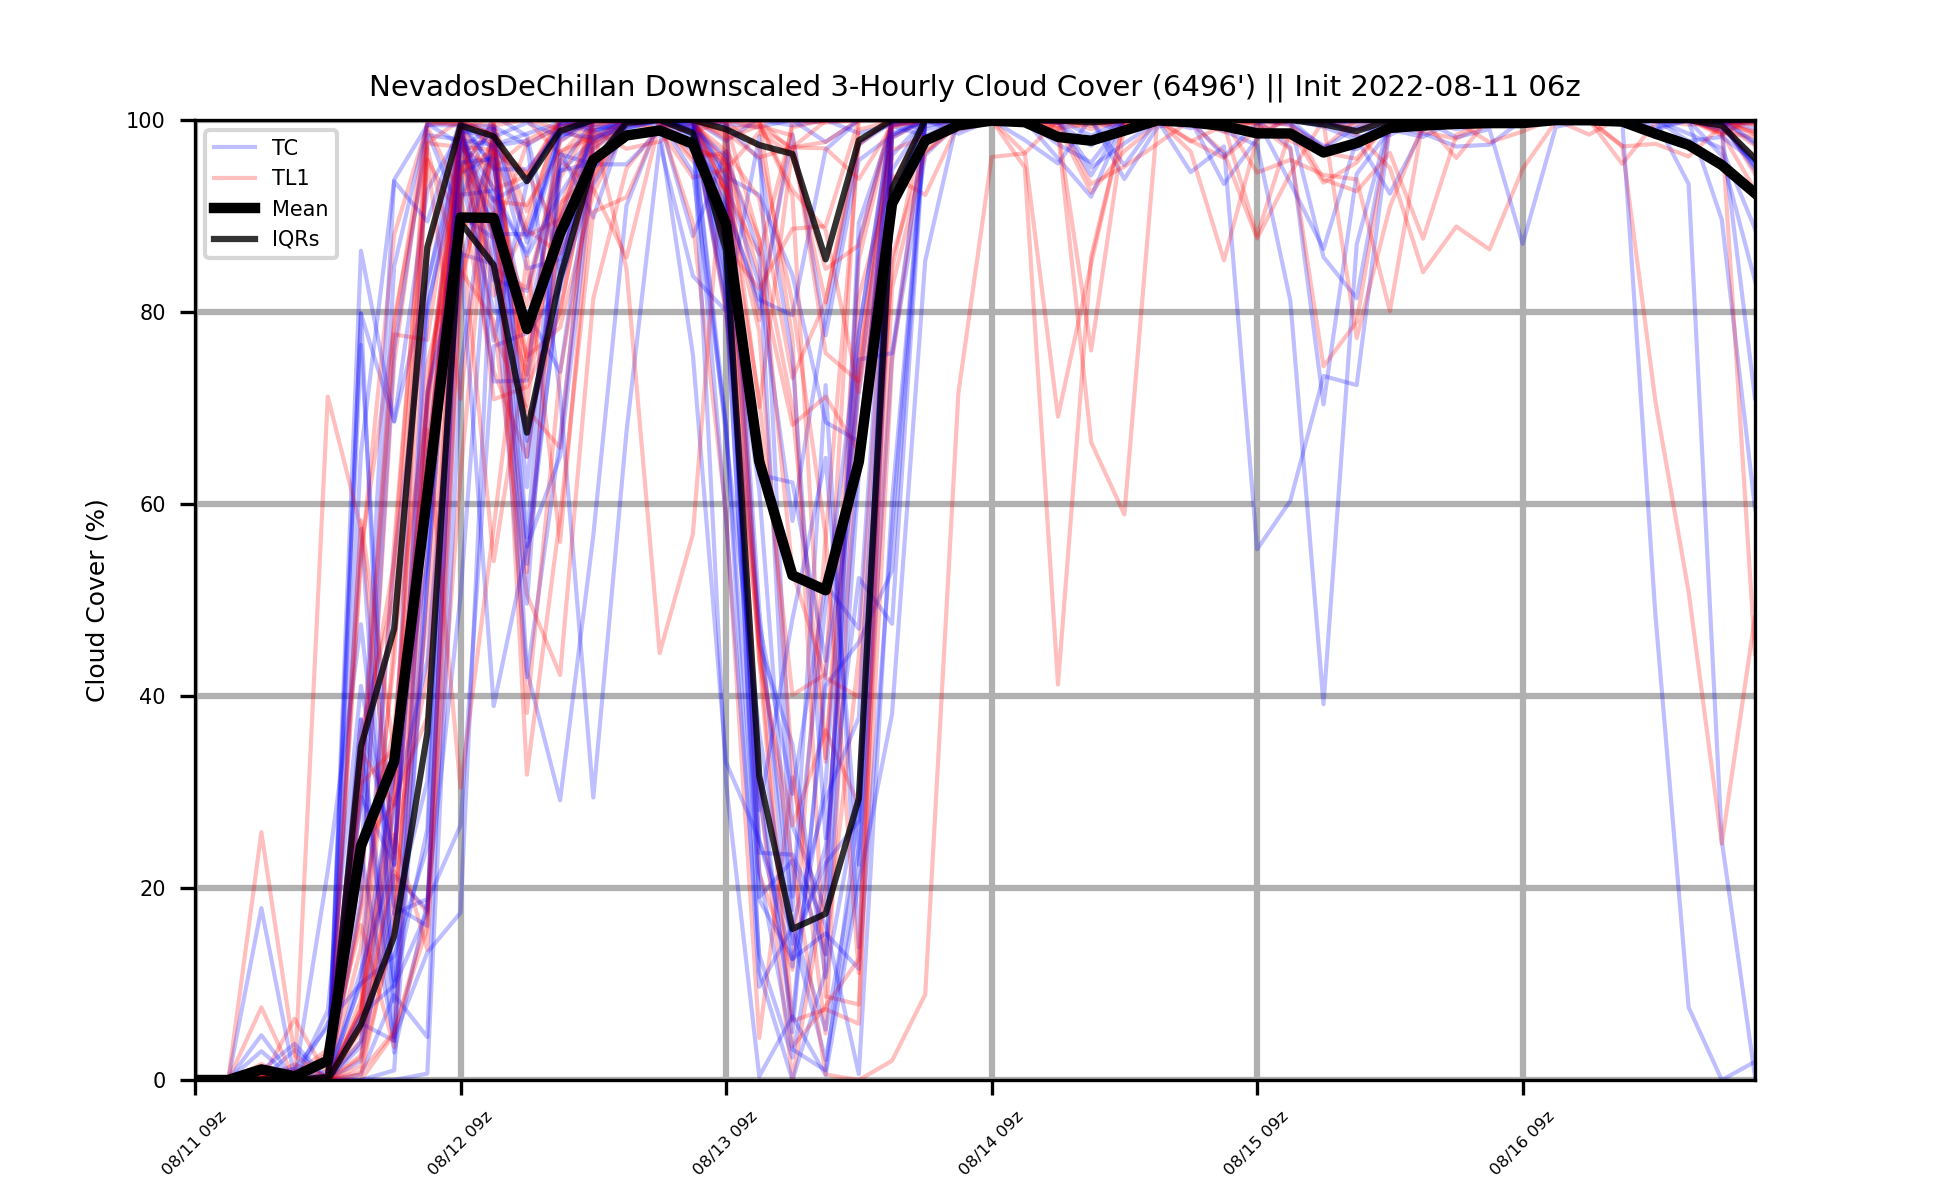 NevadosDeChillan Downscaled 3-Hourly Cloud Cover (6496') || Init 2022-08-11 06z
Cloud Cover (%)
100
80
60
40
20
0
TC
TL1
Mean
IQRs
08/11 09z
08/12 09z
08/13 09z
08/14 09z
08/15 09z
08/16 09z